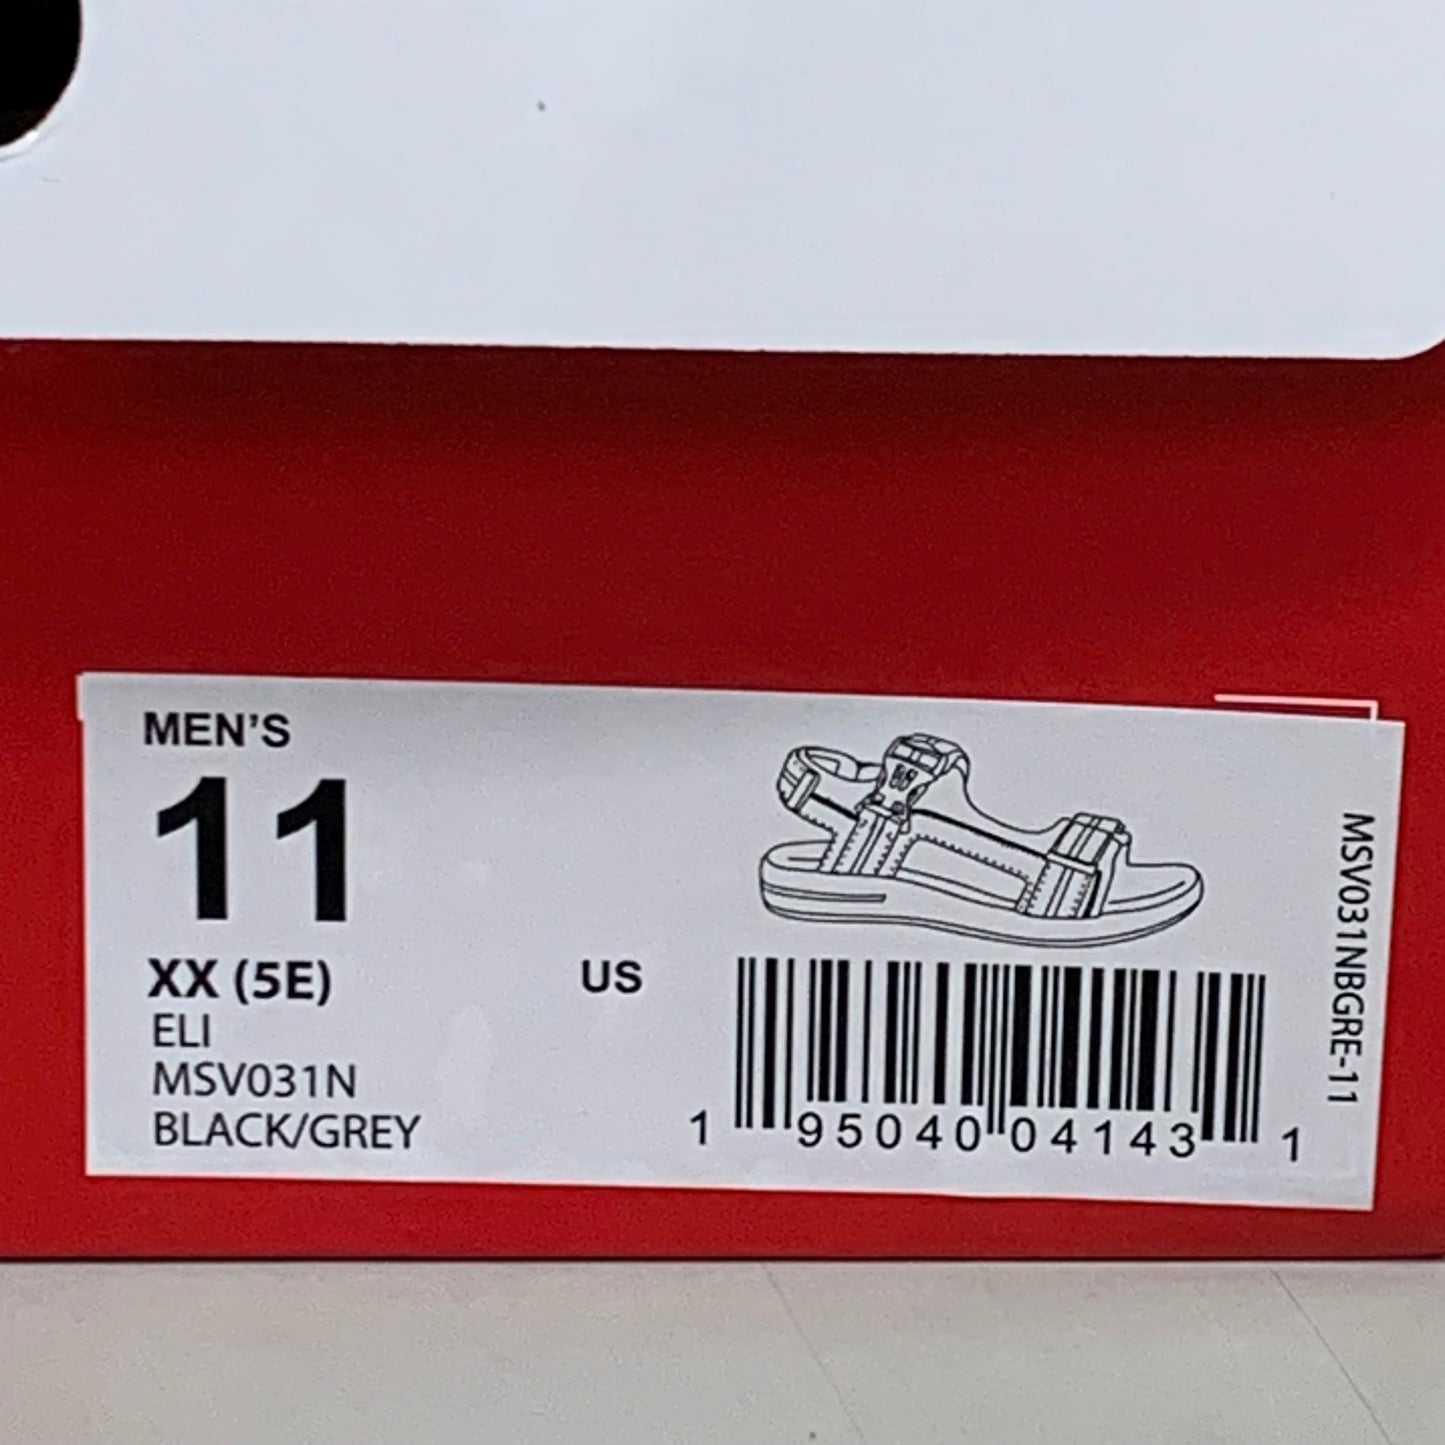 MEN'S
11
XX (5E)
US
ELI
MSV031N
BLACK/GREY
1 95040 04143 1
MSV031NBGRE-11